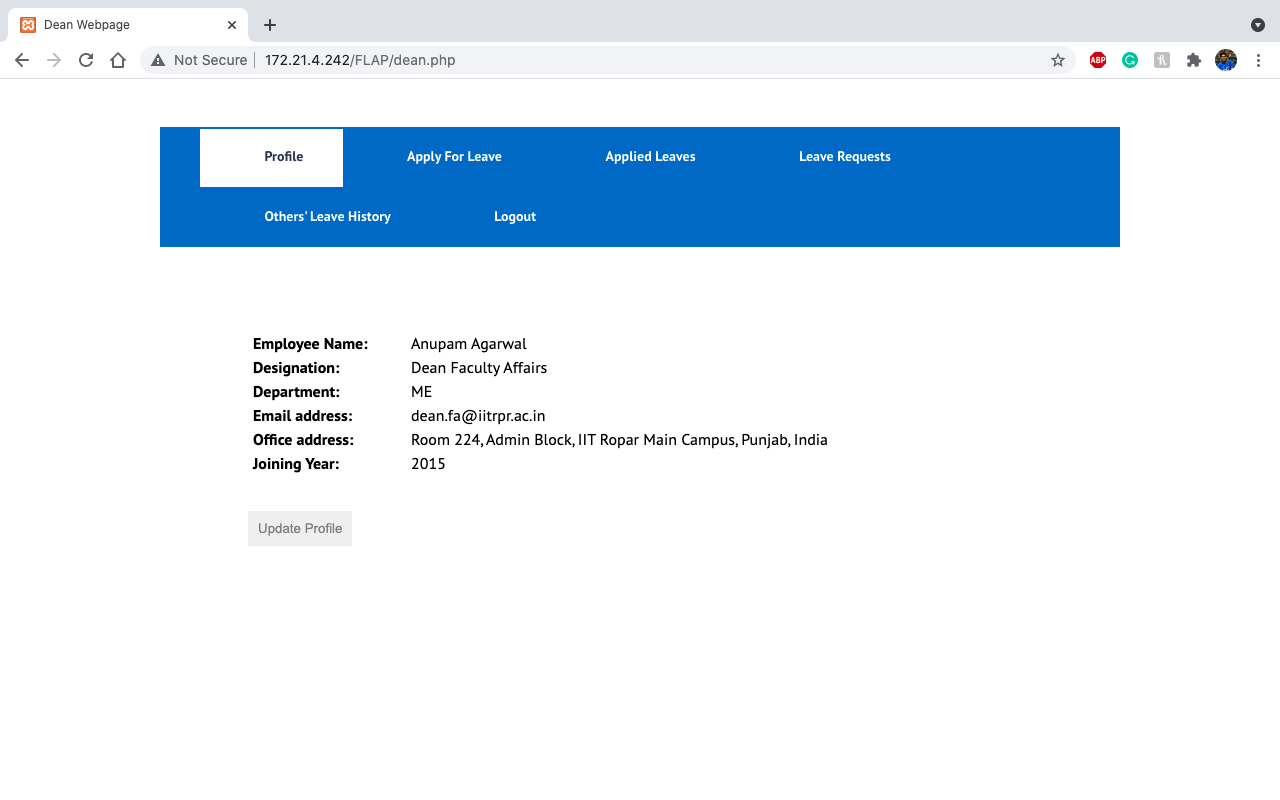 Dean Webpage
Not Secure 172.21.4.242/FLAP/dean.php
ABP
Profile Apply For Leave Applied Leaves Leave Requests
Others' Leave History Logout
Employee Name: Anupam Agarwal
Designation: Dean Faculty Affairs
Department: ME
Email address: dean.fa@iitrpr.ac.in
Office address: Room 224, Admin Block, IIT Ropar Main Campus, Punjab, India
Joining Year: 2015
Update Profile